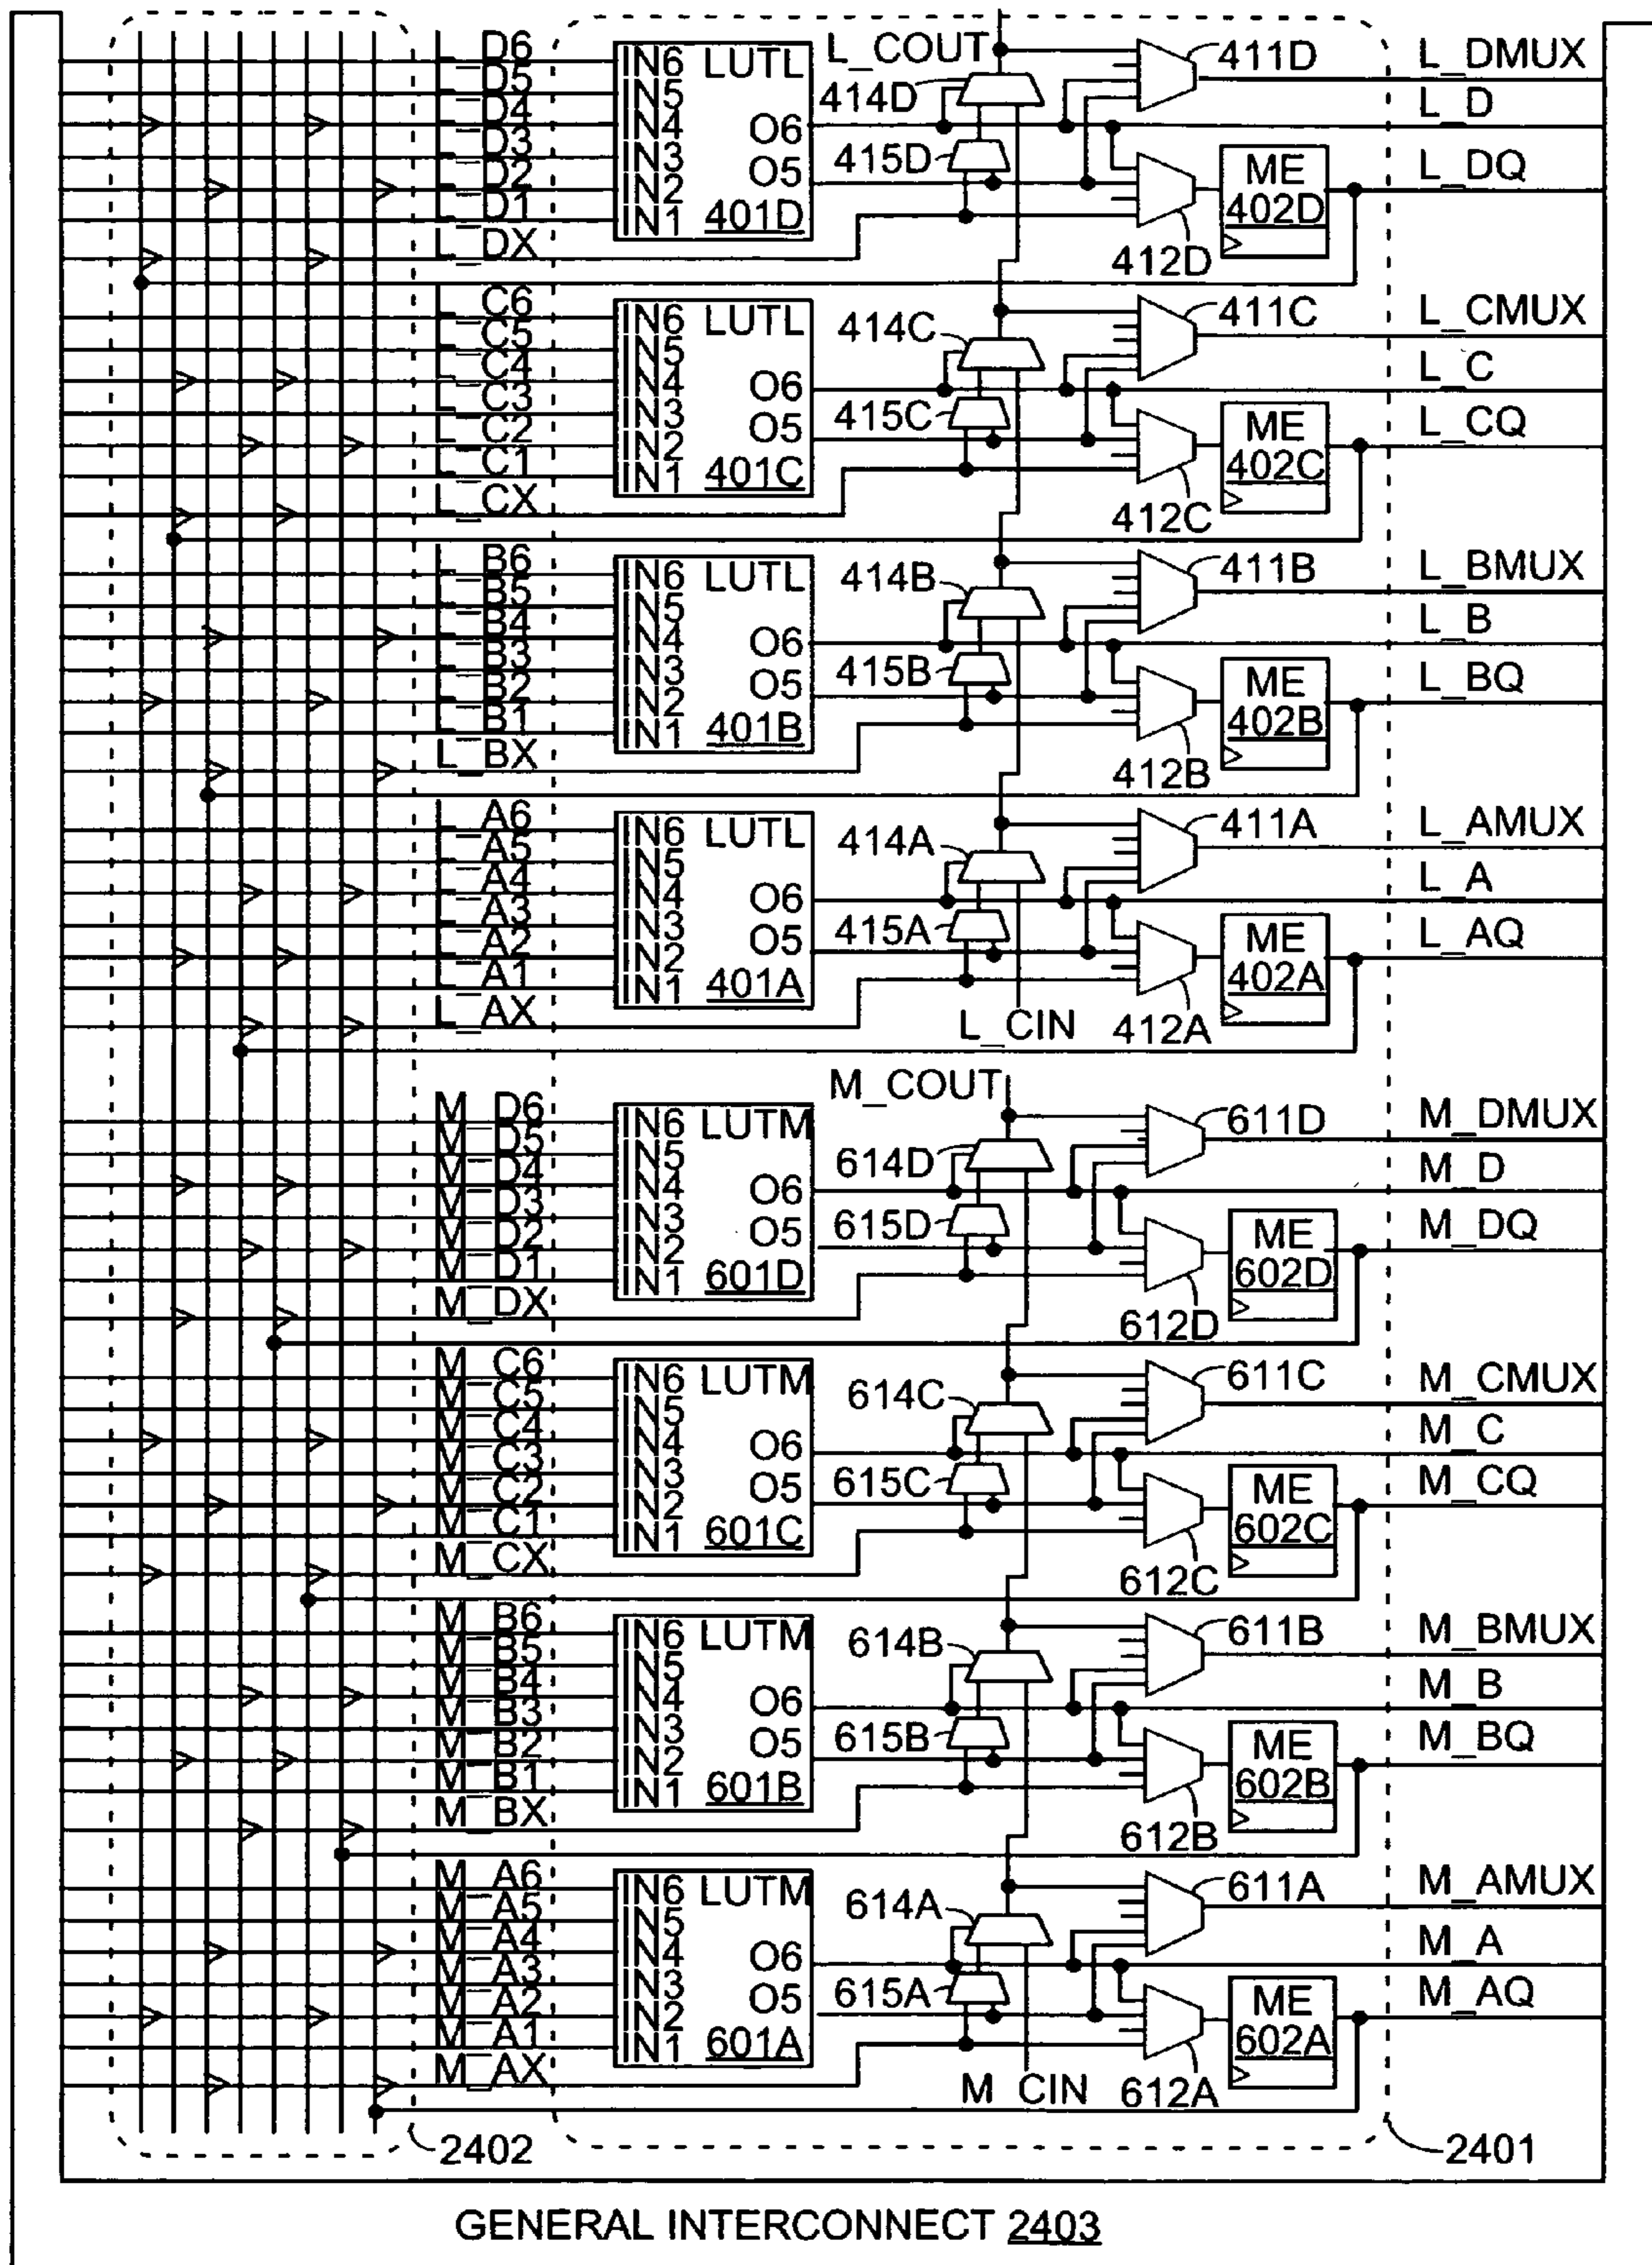 L_D6 IN6 LUTL L_COUT 411D L_DMUX
L_D5 IN5 414D L_D
L_D4 IN4 O6
L_D3 IN3 415D ME L_DQ
L_D2 IN2 O5 402D
L_D1 IN1 401D
L_DX 412D
L_C6 IN6 LUTL 411C L_CMUX
L_C5 IN5 414C
L_C4 IN4 O6 L_C
L_C3 IN3 415C ME L_CQ
L_C2 IN2 O5 402C
L_C1 IN1 401C
L_CX 412C
L_B6 IN6 LUTL 414B 411B L_BMUX
L_B5 IN5
L_B4 IN4 O6 L_B
L_B3 IN3 415B ME L_BQ
L_B2 IN2 O5 402B
L_B1 IN1 401B
L_BX 412B
L_A6 IN6 LUTL 414A 411A L_AMUX
L_A5 IN5
L_A4 IN4 O6 L_A
L_A3 IN3 415A ME L_AQ
L_A2 IN2 O5 402A
L_A1 IN1 401A
L_AX L_CIN 412A
M_COUT
M_D6 IN6 LUTM 611D M_DMUX
M_D5 IN5 614D
M_D4 IN4 O6 M_D
M_D3 IN3 615D ME M_DQ
M_D2 IN2 O5 602D
M_D1 IN1 601D
M_DX 612D
M_C6 IN6 LUTM 614C 611C M_CMUX
M_C5 IN5
M_C4 IN4 O6 M_C
M_C3 IN3 615C ME M_CQ
M_C2 IN2 O5 602C
M_C1 IN1 601C
M_CX 612C
M_B6 IN6 LUTM 614B 611B M_BMUX
M_B5 IN5
M_B4 IN4 O6 M_B
M_B3 IN3 615B ME M_BQ
M_B2 IN2 O5 602B
M_B1 IN1 601B
M_BX 612B
M_A6 IN6 LUTM 614A 611A M_AMUX
M_A5 IN5
M_A4 IN4 O6 M_A
M_A3 IN3 615A ME M_AQ
M_A2 IN2 O5 602A
M_A1 IN1 601A
M_AX M_CIN 612A
2402 2401
GENERAL INTERCONNECT 2403